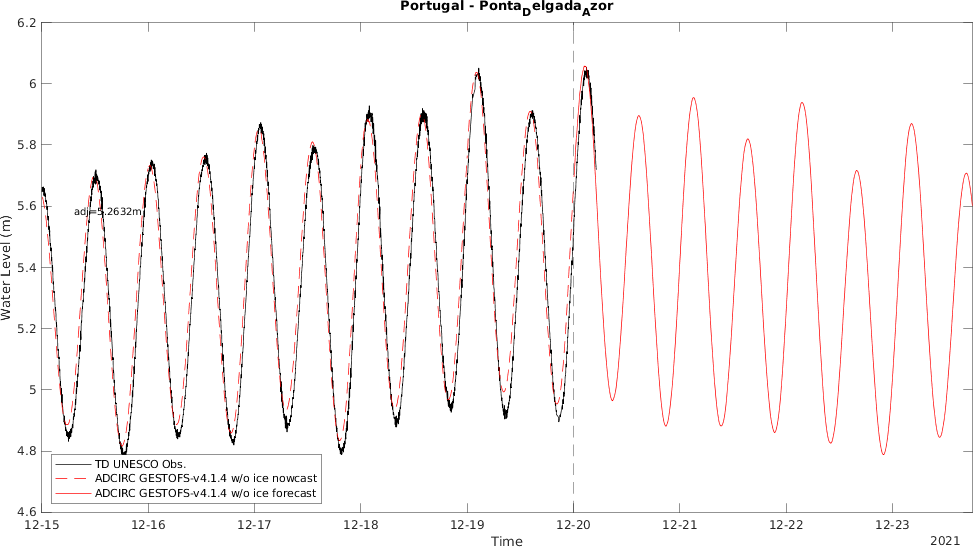 Portugal - PontaDelgadaAzor
6.2
6
5.8
5.6
5.4
5.2
5
4.8
4.6
Water Level (m)
adj=5.2632m
TD UNESCO Obs.
ADCIRC GESTOFS-v4.1.4 w/o ice nowcast
ADCIRC GESTOFS-v4.1.4 w/o ice forecast
12-15 12-16 12-17 12-18 12-19 12-20 12-21 12-22 12-23
Time
2021